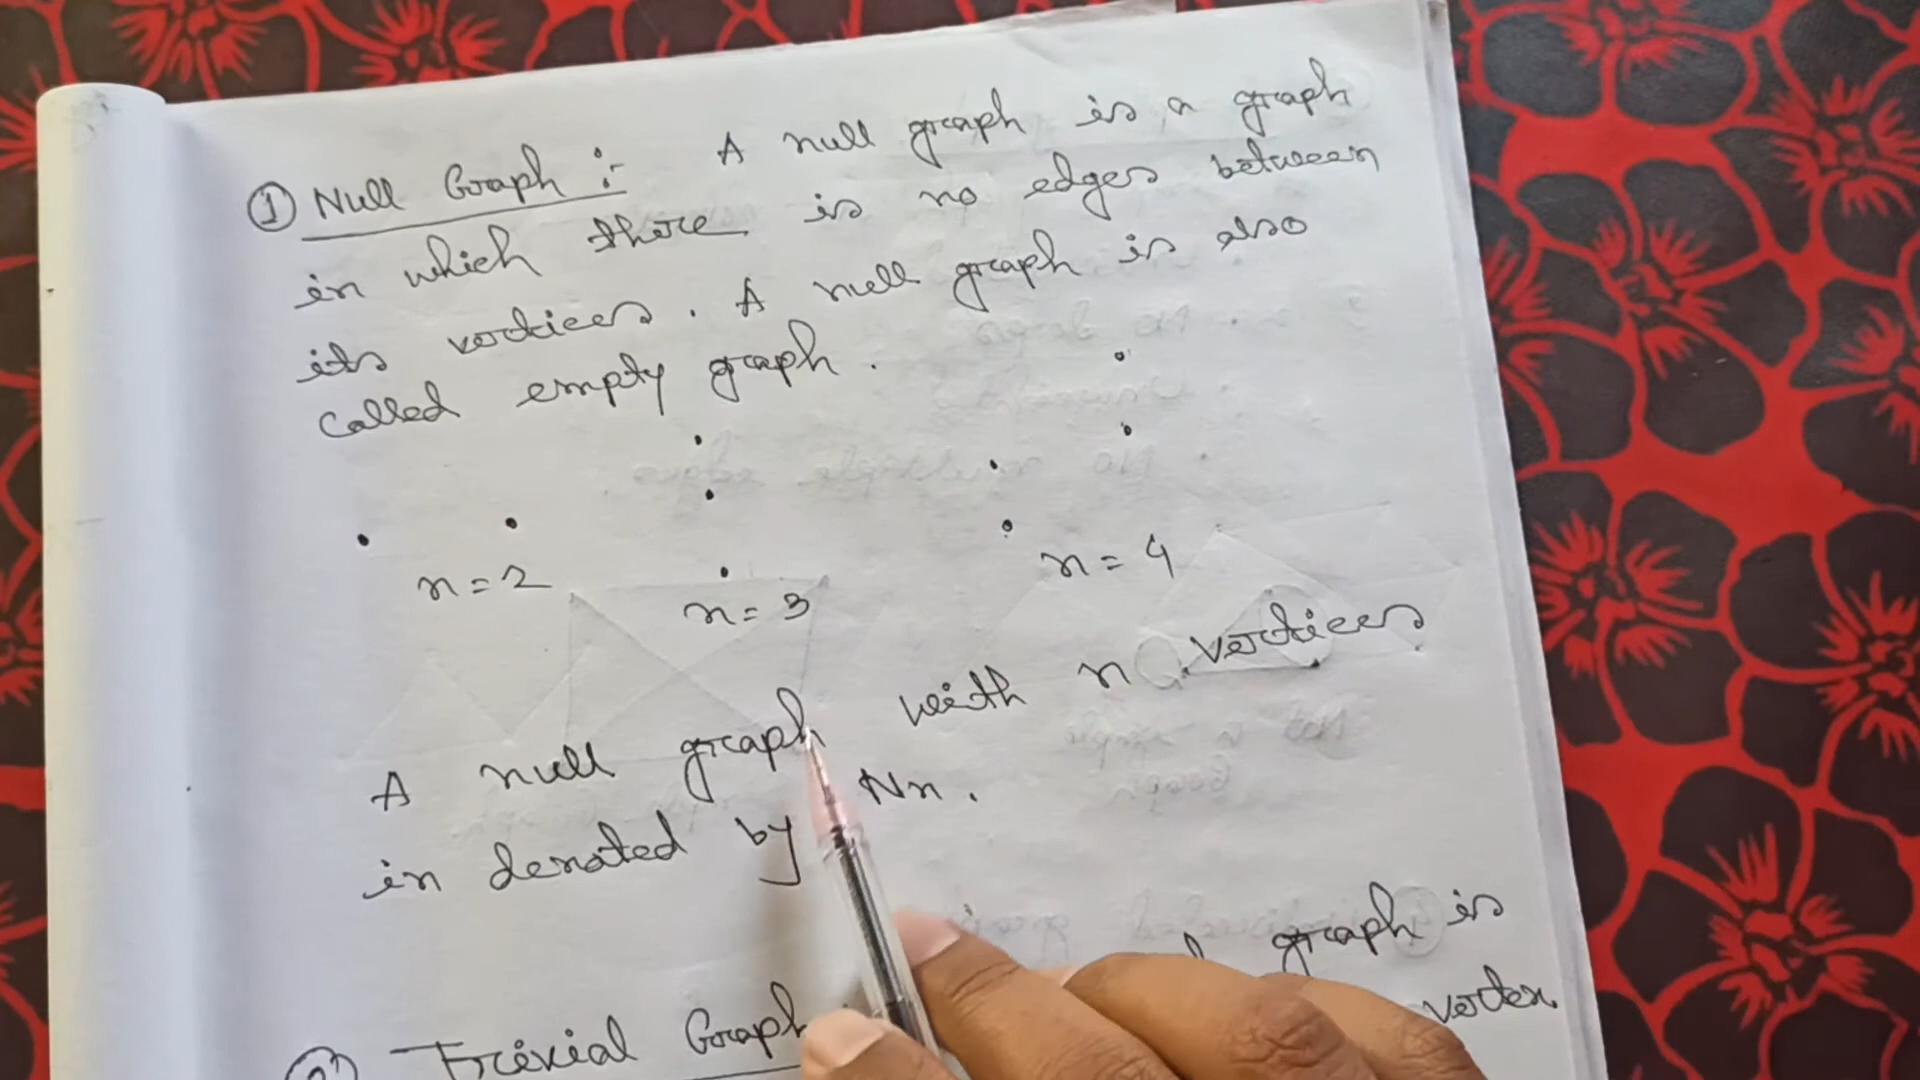 ① Null Graph :- A null graph is a graph
in which there is no edges between
its vertices. A null graph is also
called empty graph.
n = 2
n = 3
n = 4
A null graph with n vertices
in denoted by Nn.
Trivial Graph graph is
vertex